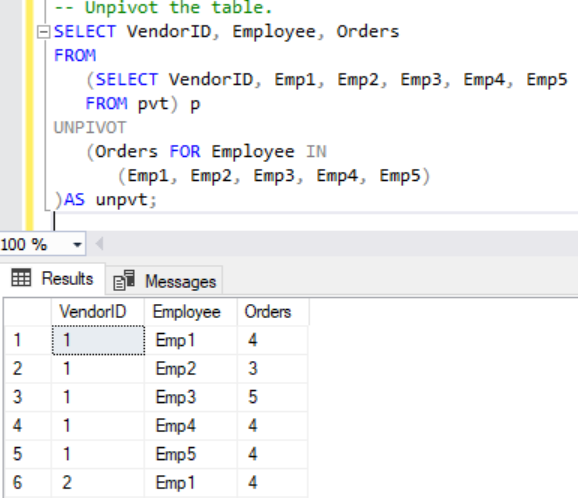 -- Unpivot the table.
SELECT VendorID, Employee, Orders
FROM
(SELECT VendorID, Emp1, Emp2, Emp3, Emp4, Emp5
FROM pvt) p
UNPIVOT
(Orders FOR Employee IN
(Emp1, Emp2, Emp3, Emp4, Emp5)
)AS unpvt;
100 %
Results Messages
VendorID Employee Orders
1 1 Emp1 4
2 1 Emp2 3
3 1 Emp3 5
4 1 Emp4 4
5 1 Emp5 4
6 2 Emp1 4